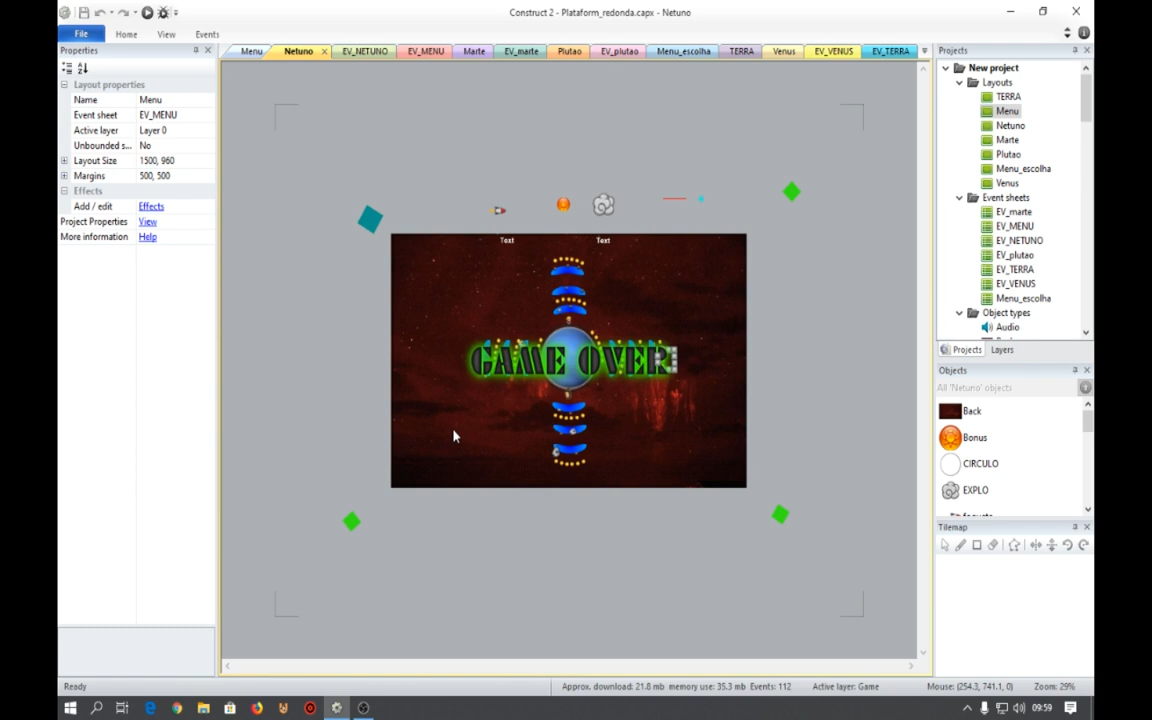 Construct 2 - Plataform_redonda.capx - Netuno
File Home View Events
Properties
Menu Netuno EV_NETUNO EV_MENU Marte EV_marte Plutao EV_plutao Menu_escolha TERRA Venus EV_VENUS EV_TERRA
Projects
Layout properties
Name Menu
Event sheet EV_MENU
Active layer Layer 0
Unbounded s... No
Layout Size 1500, 960
Margins 500, 500
Effects
Add / edit Effects
Project Properties View
More information Help
Text Text
GAME OVER!
New project
Layouts
TERRA
Menu
Netuno
Marte
Plutao
Menu_escolha
Venus
Event sheets
EV_marte
EV_MENU
EV_NETUNO
EV_plutao
EV_TERRA
EV_VENUS
Menu_escolha
Object types
Audio
Projects Layers
Objects
All 'Netuno' objects
Back
Bonus
CIRCULO
EXPLO
Tilemap
Ready
Approx. download: 21.8 mb memory use: 35.3 mb Events: 112 Active layer: Game Mouse: (254.3, 741.1, 0) Zoom: 29%
09:59